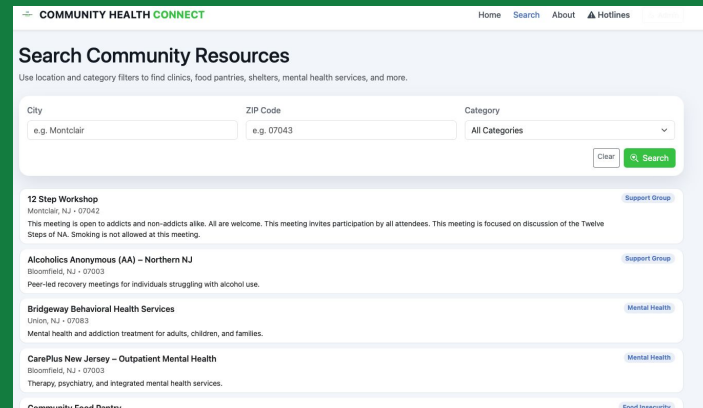 COMMUNITY HEALTH CONNECT
Home Search About Hotlines
Search Community Resources
Use location and category filters to find clinics, food pantries, shelters, mental health services, and more.
City ZIP Code Category
e.g. Montclair e.g. 07043 All Categories
Clear Search
12 Step Workshop Support Group
Montclair, NJ • 07042
This meeting is open to addicts and non-addicts alike. All are welcome. This meeting invites participation by all attendees. This meeting is focused on discussion of the Twelve
Steps of NA. Smoking is not allowed at this meeting.
Alcoholics Anonymous (AA) – Northern NJ Support Group
Bloomfield, NJ • 07003
Peer-led recovery meetings for individuals struggling with alcohol use.
Bridgeway Behavioral Health Services Mental Health
Union, NJ • 07083
Mental health and addiction treatment for adults, children, and families.
CarePlus New Jersey – Outpatient Mental Health Mental Health
Bloomfield, NJ • 07003
Therapy, psychiatry, and integrated mental health services.
Community Food Pantry Food Insecurity